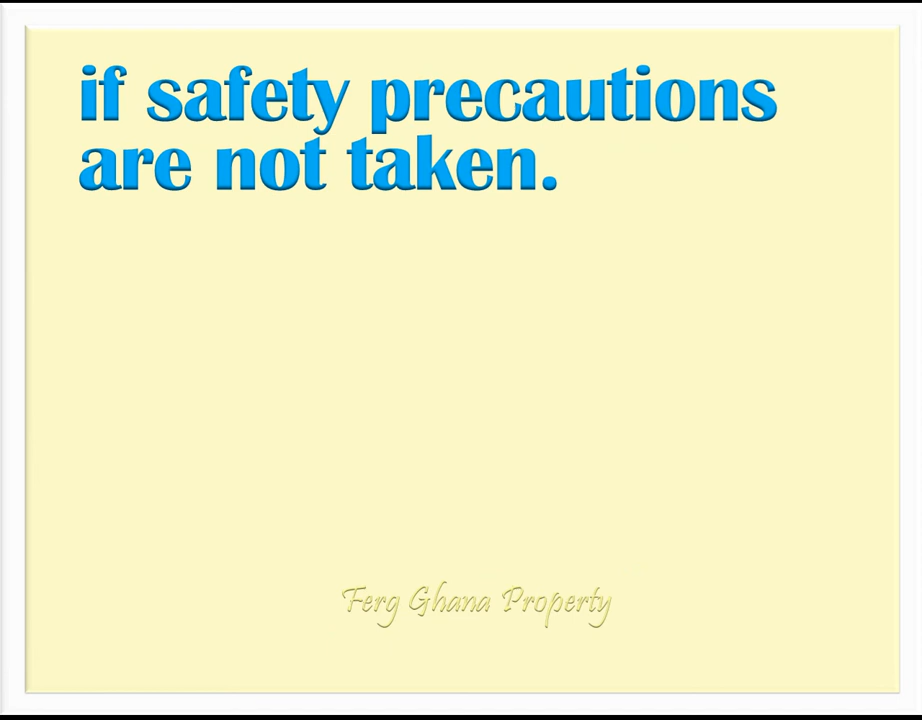 if safety precautions
are not taken.
Ferg Ghana Property